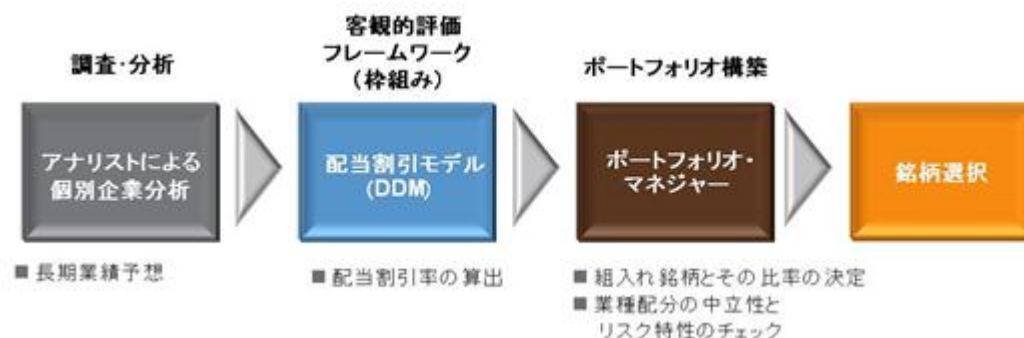 調査・分析
客観的評価
フレームワーク
(枠組み)
ポートフォリオ構築
アナリストによる
個別企業分析
配当割引モデル
(DDM)
ポートフォリオ・
マネジャー
銘柄選択
■ 長期業績予想
■ 配当割引率の算出
■ 組入れ銘柄とその比率の決定
■ 業種配分の中立性と
リスク特性のチェック